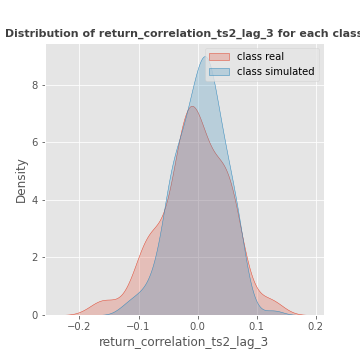 Distribution of return_correlation_ts2_lag_3 for each class
class real
class simulated
Density
8
6
4
2
0
−0.2 −0.1 0.0 0.1 0.2
return_correlation_ts2_lag_3